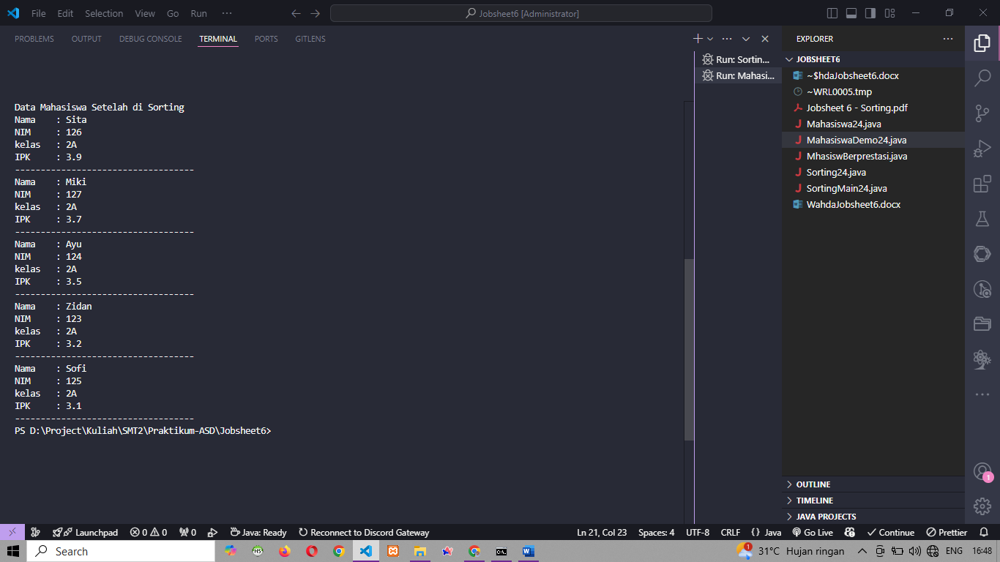 File Edit Selection View Go Run ··· Jobsheet6 [Administrator]
PROBLEMS OUTPUT DEBUG CONSOLE TERMINAL PORTS GITLENS
Data Mahasiswa Setelah di Sorting
Nama : Sita
NIM : 126
kelas : 2A
IPK : 3.9
-----------------------------------
Nama : Miki
NIM : 127
kelas : 2A
IPK : 3.7
-----------------------------------
Nama : Ayu
NIM : 124
kelas : 2A
IPK : 3.5
-----------------------------------
Nama : Zidan
NIM : 123
kelas : 2A
IPK : 3.2
-----------------------------------
Nama : Sofi
NIM : 125
kelas : 2A
IPK : 3.1
-----------------------------------
PS D:\Project\Kuliah\SMT2\Praktikum-ASD\Jobsheet6>
Run: Sortin...
Run: Mahasi...
EXPLORER
JOBSHEET6
~$hdaJobsheet6.docx
~WRL0005.tmp
Jobsheet 6 - Sorting.pdf
Mahasiswa24.java
MahasiswaDemo24.java
MhasiswBerprestasi.java
Sorting24.java
SortingMain24.java
WahdaJobsheet6.docx
OUTLINE
TIMELINE
JAVA PROJECTS
1
Launchpad 0 0 0 Java: Ready Reconnect to Discord Gateway Ln 21, Col 23 Spaces: 4 UTF-8 CRLF {} Java Go Live Continue Prettier
Search 1 31°C Hujan ringan ENG 16:48